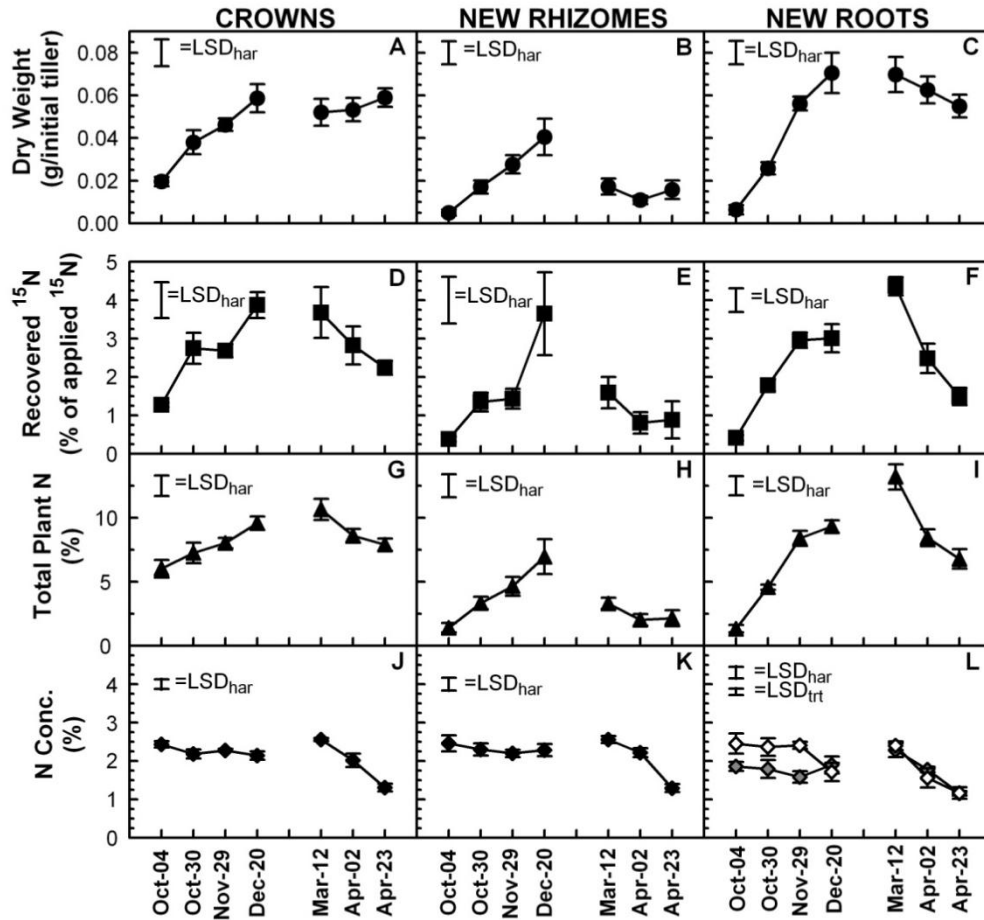 CROWNS NEW RHIZOMES NEW ROOTS
Dry Weight
(g/initial tiller)
0.08
0.06
0.04
0.02
0.00
=LSDhar A
=LSDhar B
=LSDhar C
Recovered 15N
(% of applied 15N)
5
4
3
2
1
0
=LSDhar D
=LSDhar E
=LSDhar F
Total Plant N
(%)
10
5
0
=LSDhar G
=LSDhar H
=LSDhar I
N Conc.
(%)
4
3
2
1
0
=LSDhar J
=LSDhar K
=LSDhar L
=LSDtrt
Oct-04
Oct-30
Nov-29
Dec-20
Mar-12
Apr-02
Apr-23
Oct-04
Oct-30
Nov-29
Dec-20
Mar-12
Apr-02
Apr-23
Oct-04
Oct-30
Nov-29
Dec-20
Mar-12
Apr-02
Apr-23